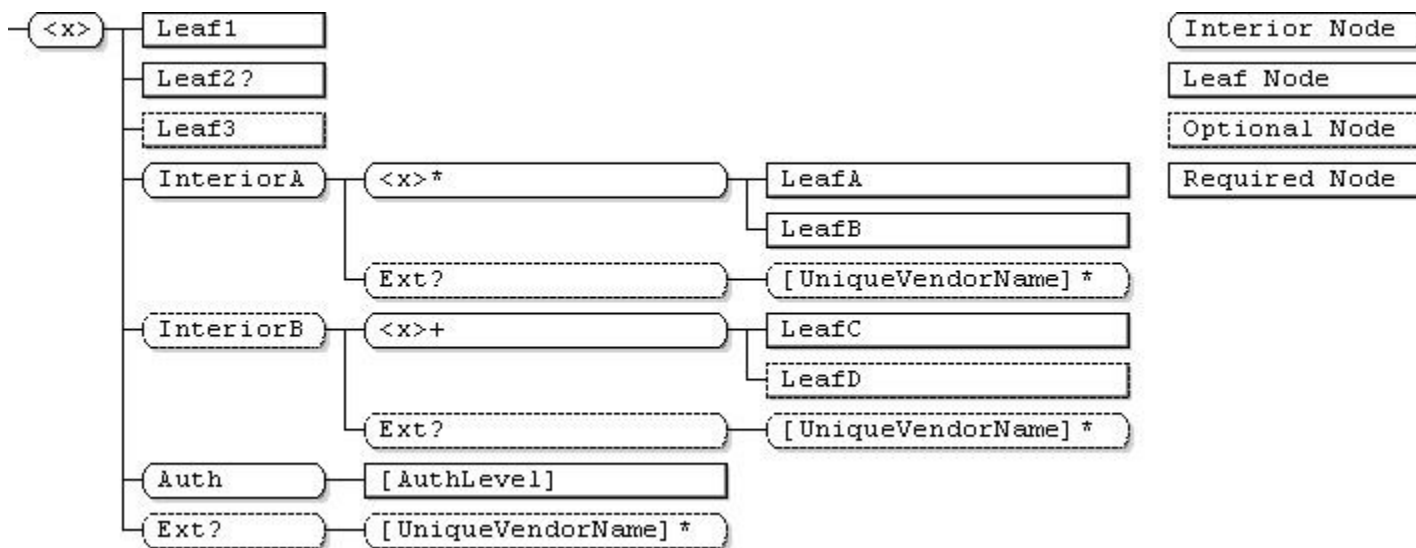 <x> Leaf1 Interior Node
Leaf2? Leaf Node
Leaf3 Optional Node
InteriorA <x>* LeafA Required Node
LeafB
Ext? [UniqueVendorName]*
InteriorB <x>+ LeafC
LeafD
Ext? [UniqueVendorName]*
Auth [AuthLevel]
Ext? [UniqueVendorName]*